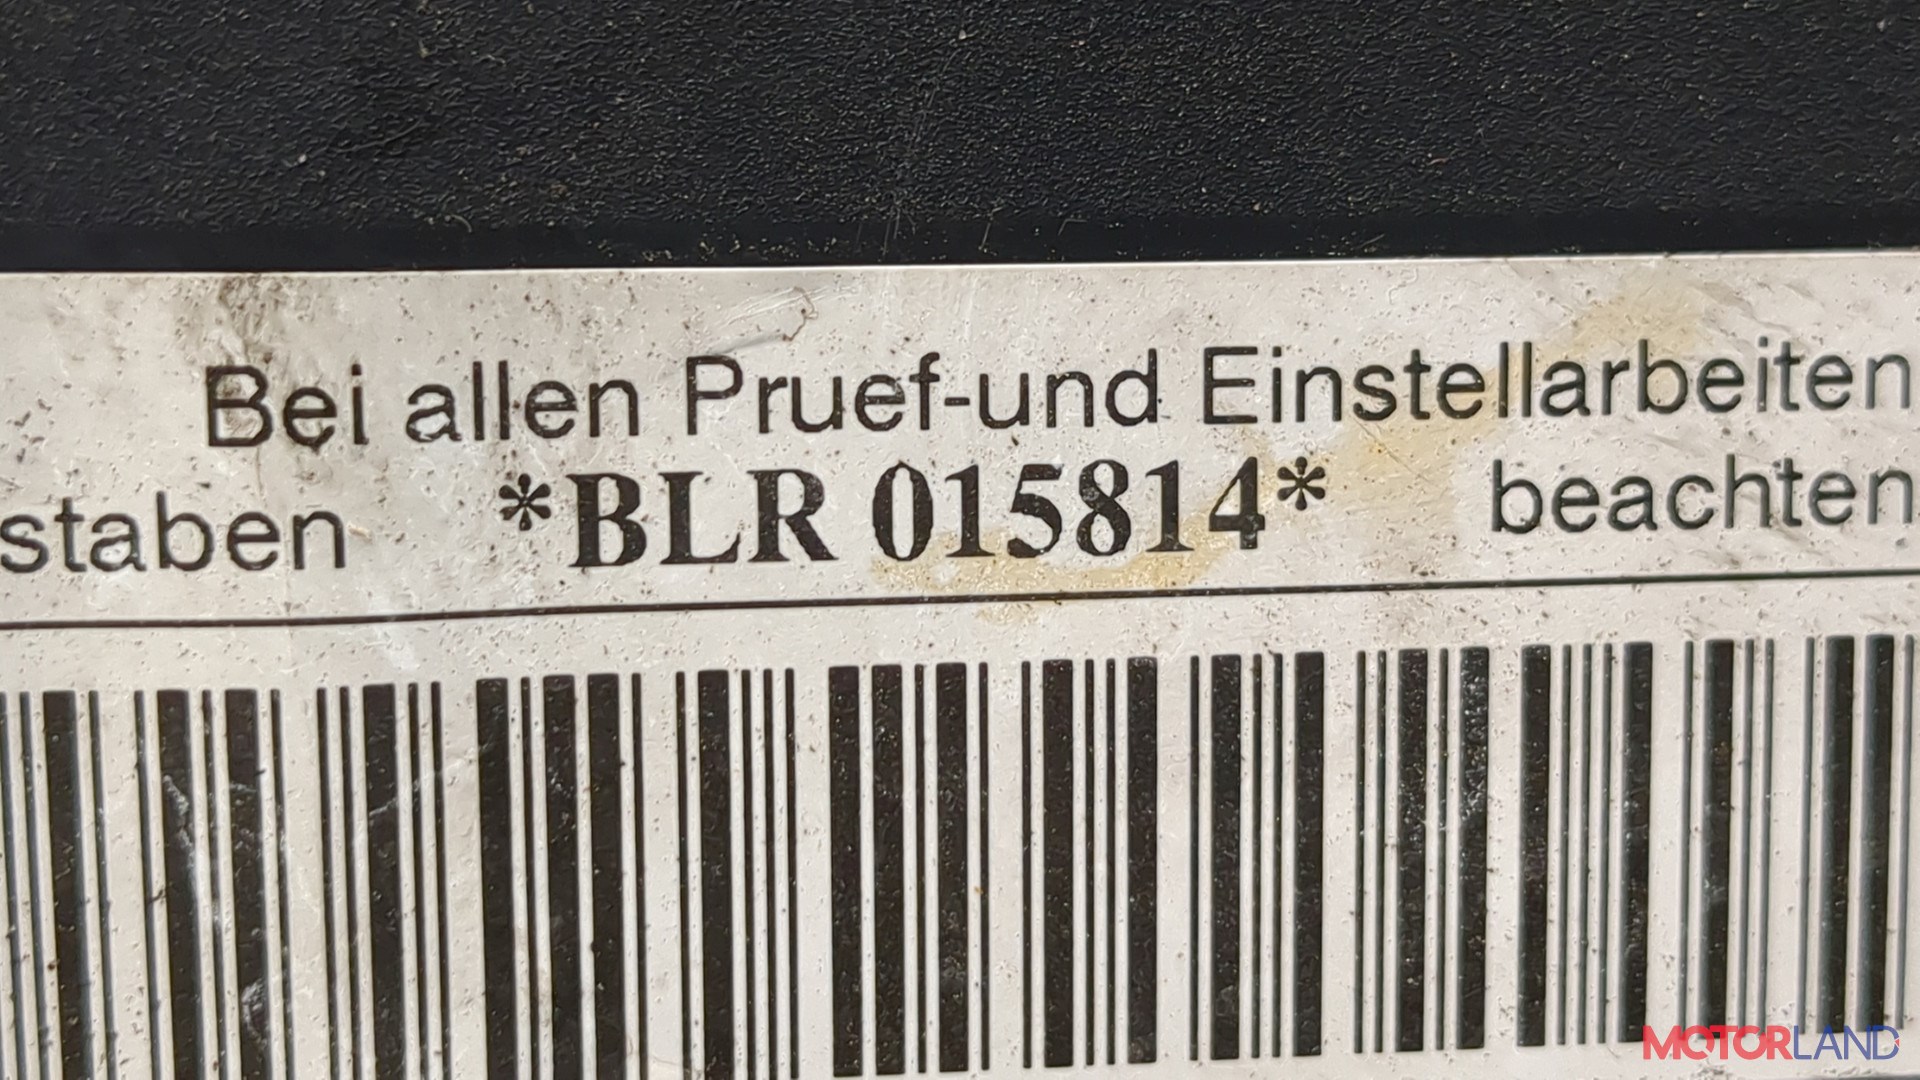 Bei allen Pruef-und Einstellarbeiten
staben *BLR 015814* beachten
MOTORLAND